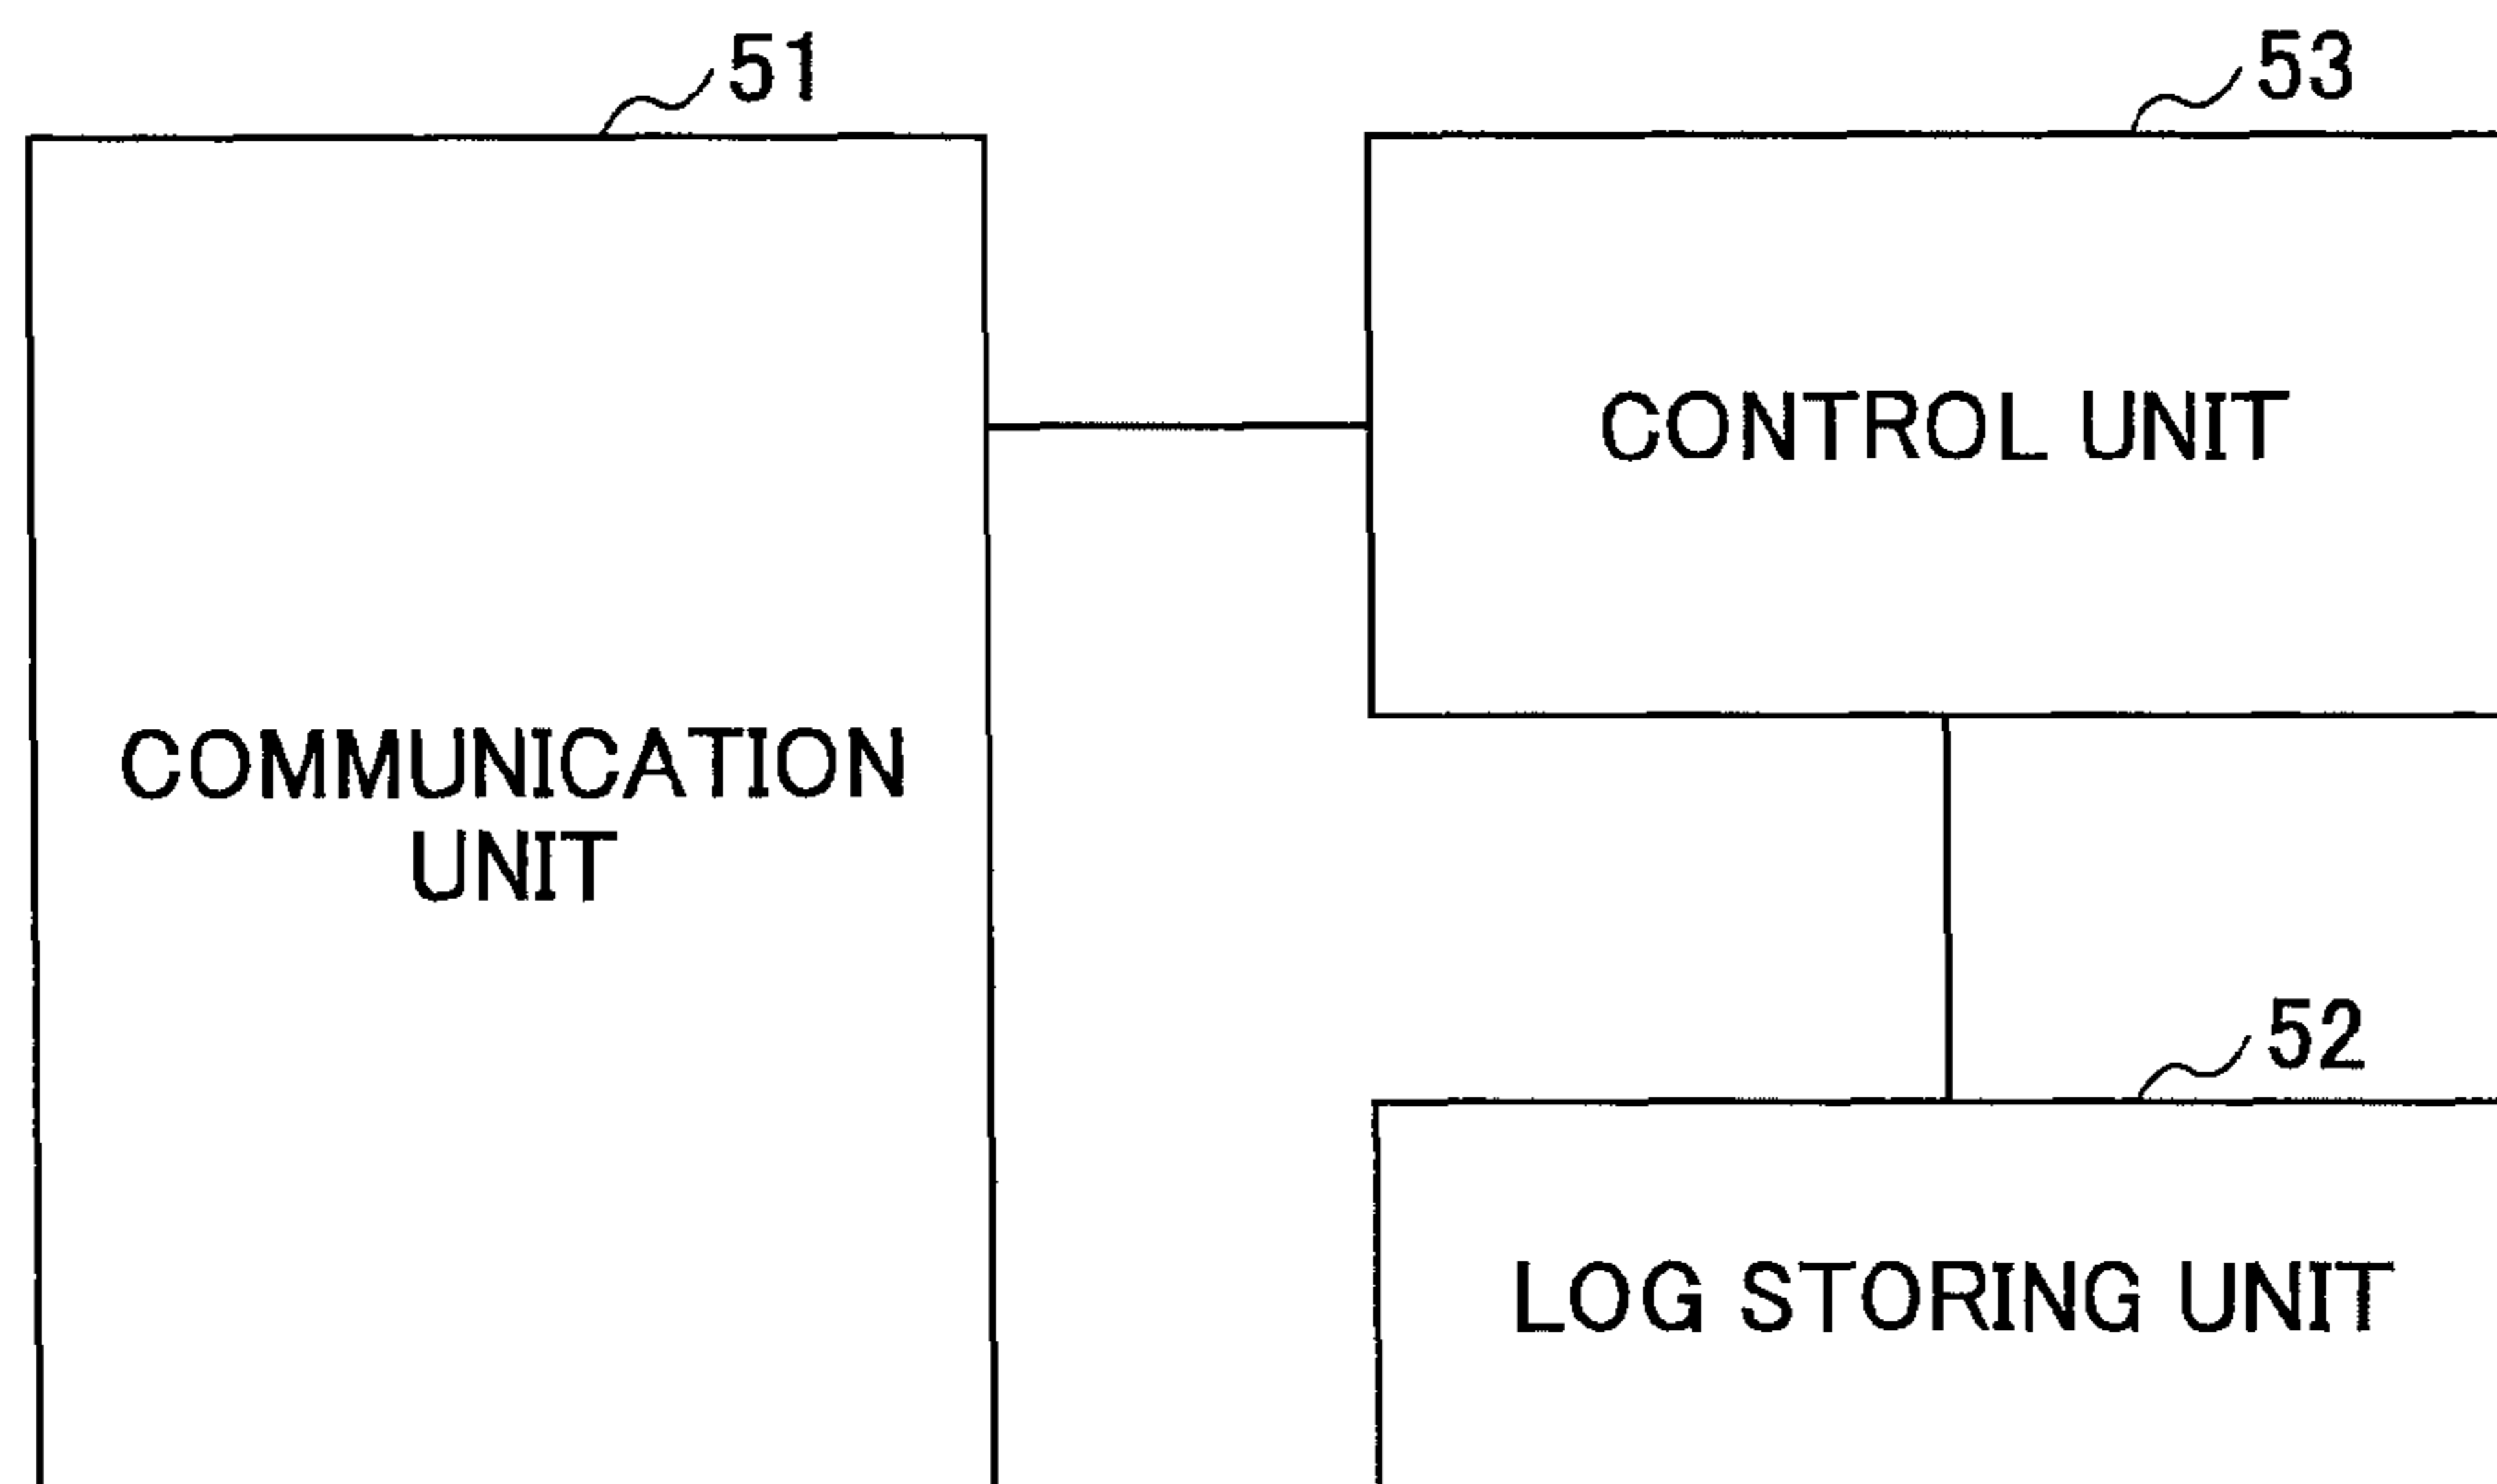 51
53
CONTROL UNIT
COMMUNICATION
UNIT
52
LOG STORING UNIT